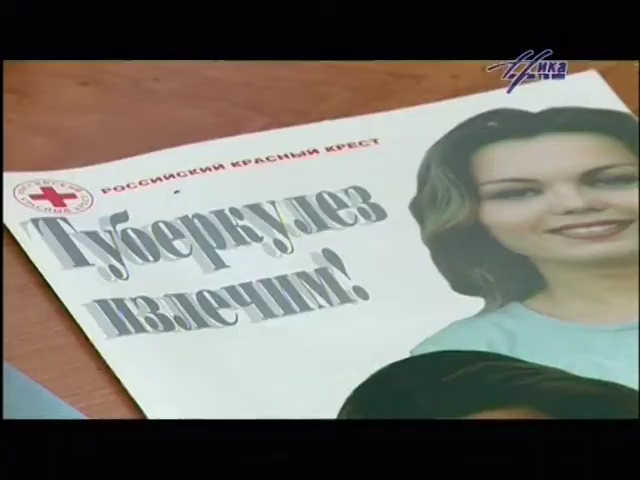 Ника
РОССИЙСКИЙ КРАСНЫЙ КРЕСТ
Туберкулез
излечим!